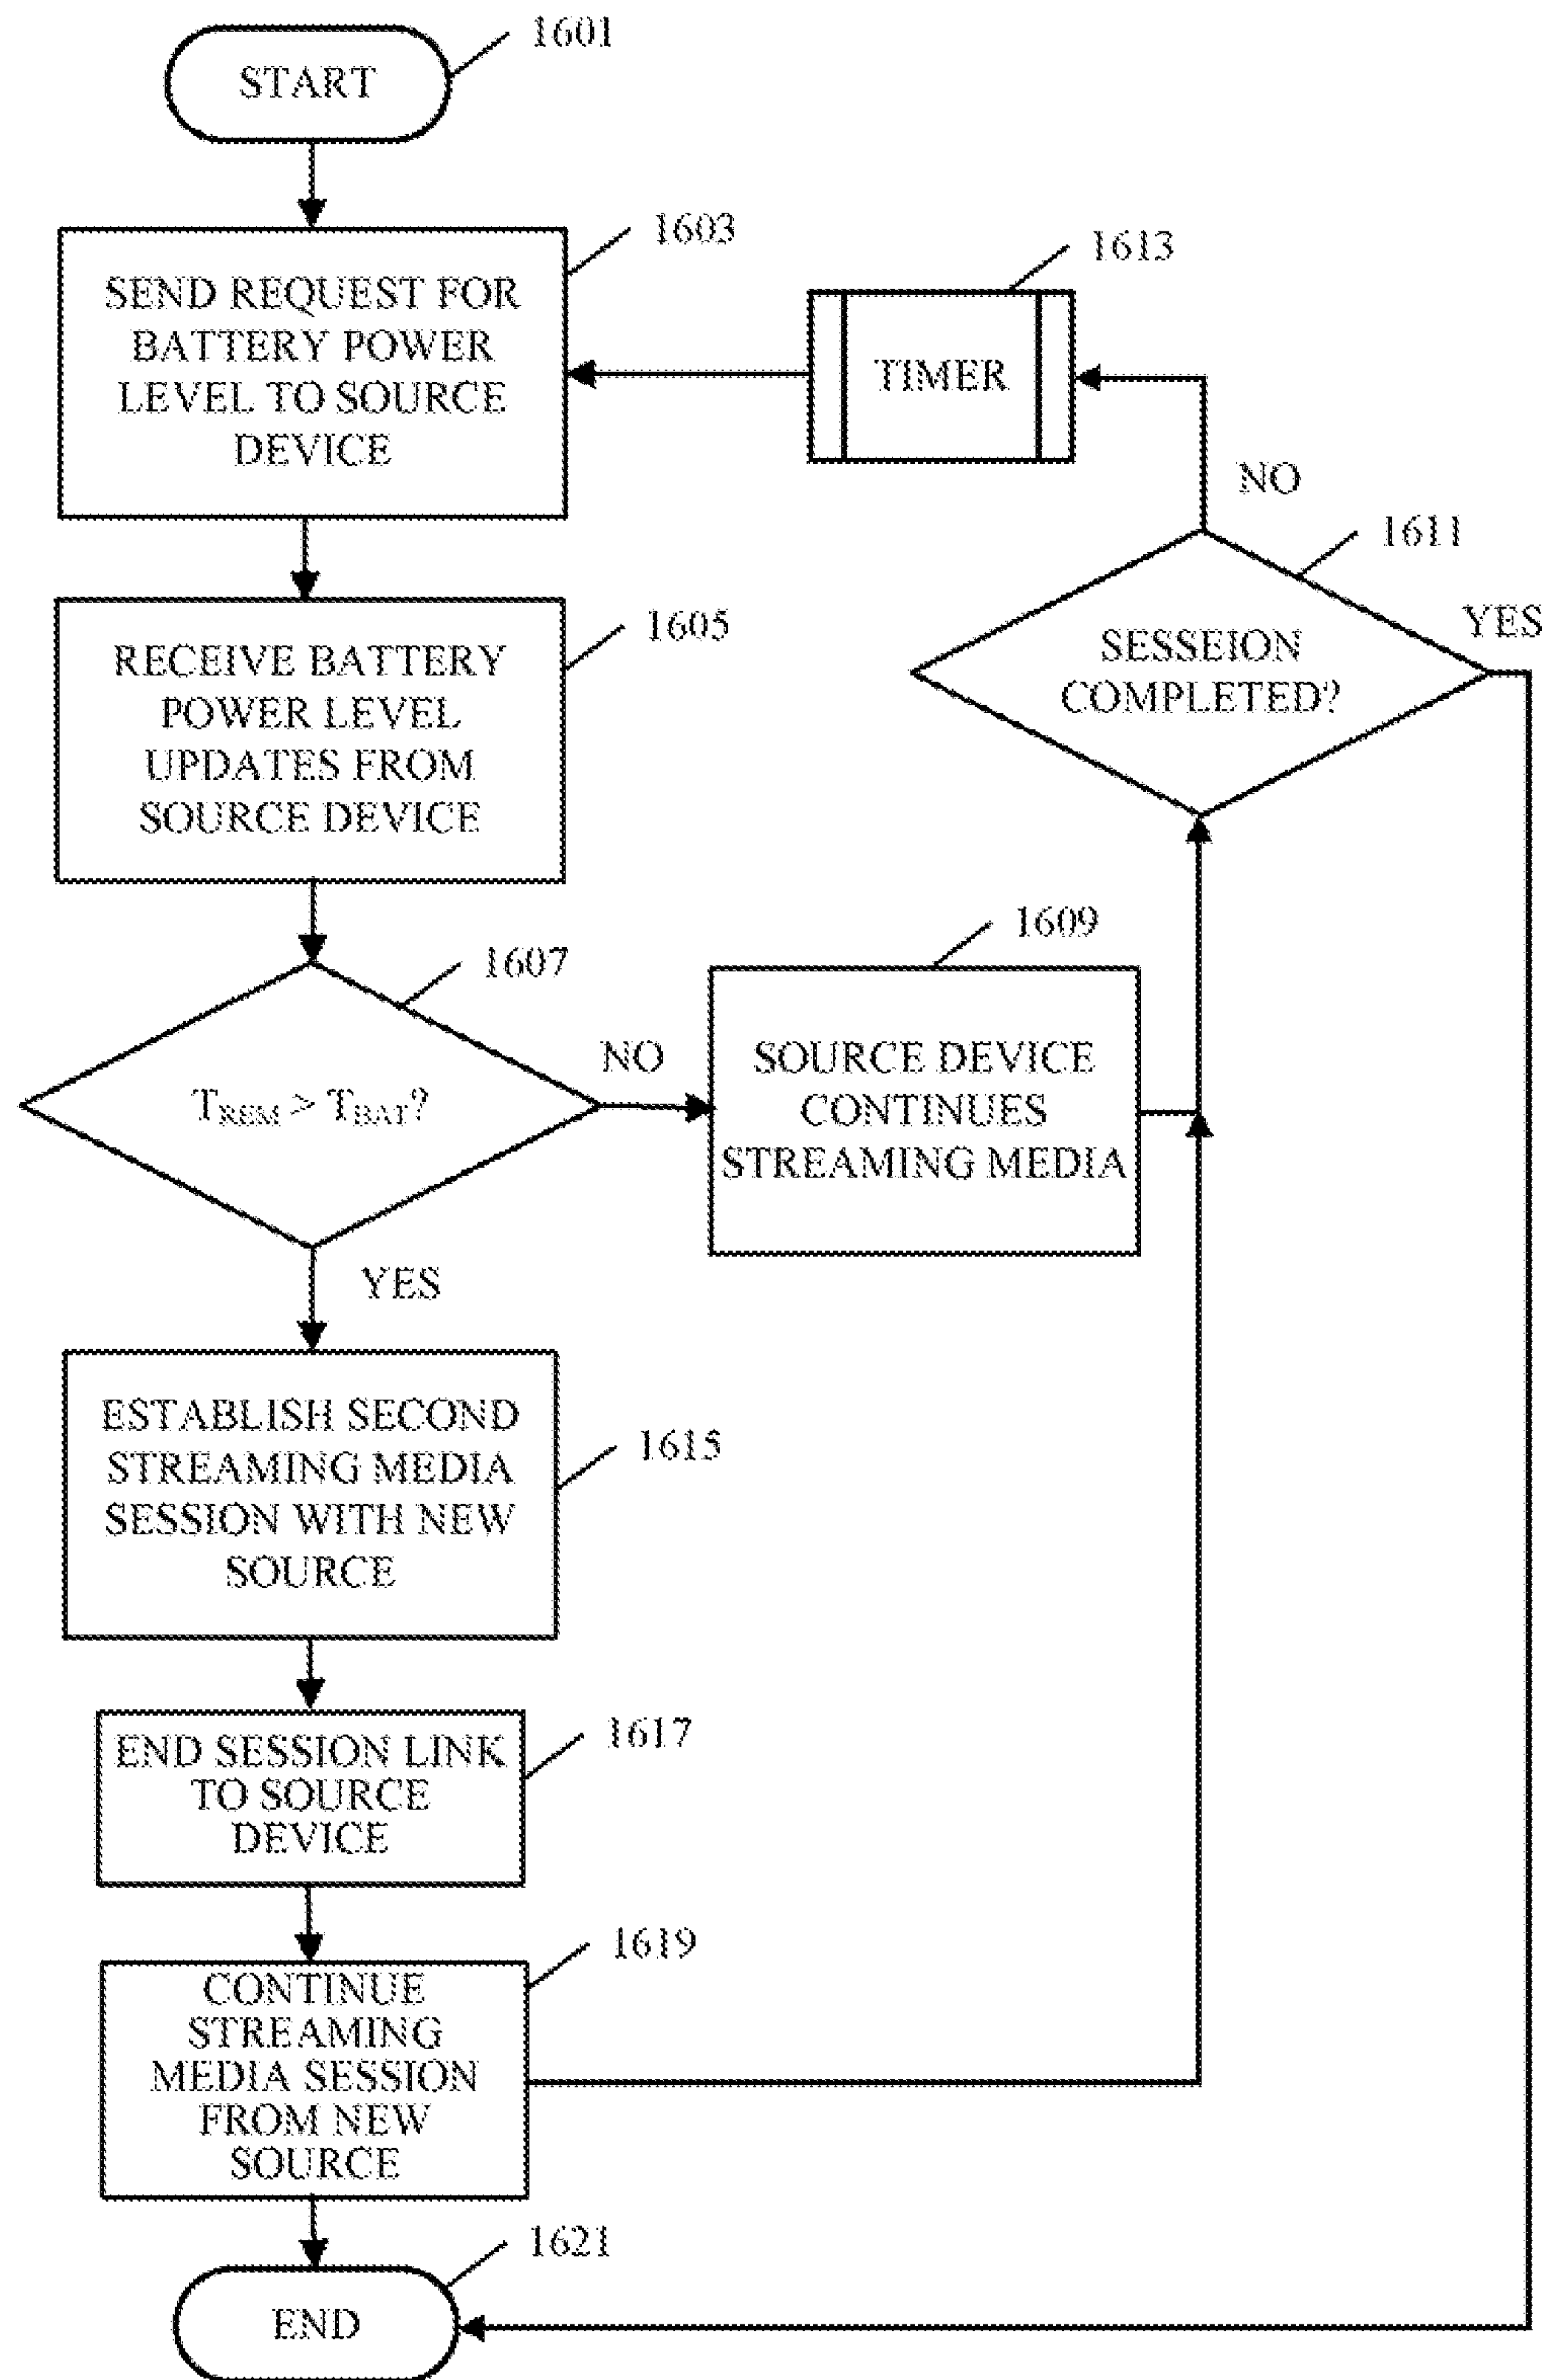 1601
START
1603
SEND REQUEST FOR
BATTERY POWER
LEVEL TO SOURCE
DEVICE
1613
TIMER
NO
1611
YES
SESSEION
COMPLETED?
1605
RECEIVE BATTERY
POWER LEVEL
UPDATES FROM
SOURCE DEVICE
1607
T_REM > T_BAT?
NO
1609
SOURCE DEVICE
CONTINUES
STREAMING MEDIA
YES
ESTABLISH SECOND
STREAMING MEDIA
SESSION WITH NEW
SOURCE
1615
END SESSION LINK
TO SOURCE
DEVICE
1617
1619
CONTINUE
STREAMING
MEDIA SESSION
FROM NEW
SOURCE
1621
END